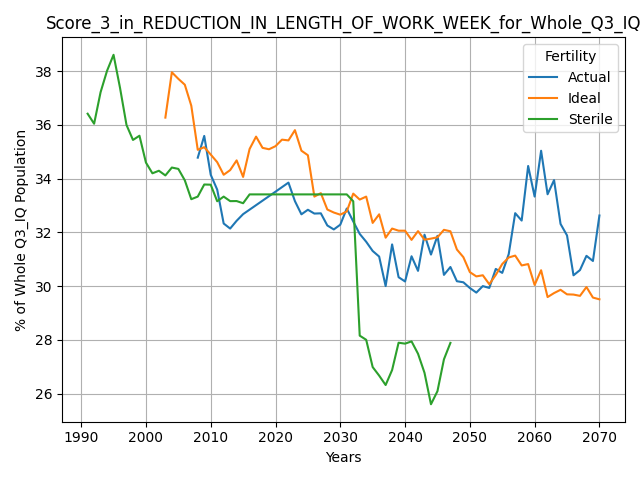 Score_3_in_REDUCTION_IN_LENGTH_OF_WORK_WEEK_for_Whole_Q3_IQ
Fertility
Actual
Ideal
Sterile
% of Whole Q3_IQ Population
38
36
34
32
30
28
26
1990 2000 2010 2020 2030 2040 2050 2060 2070
Years